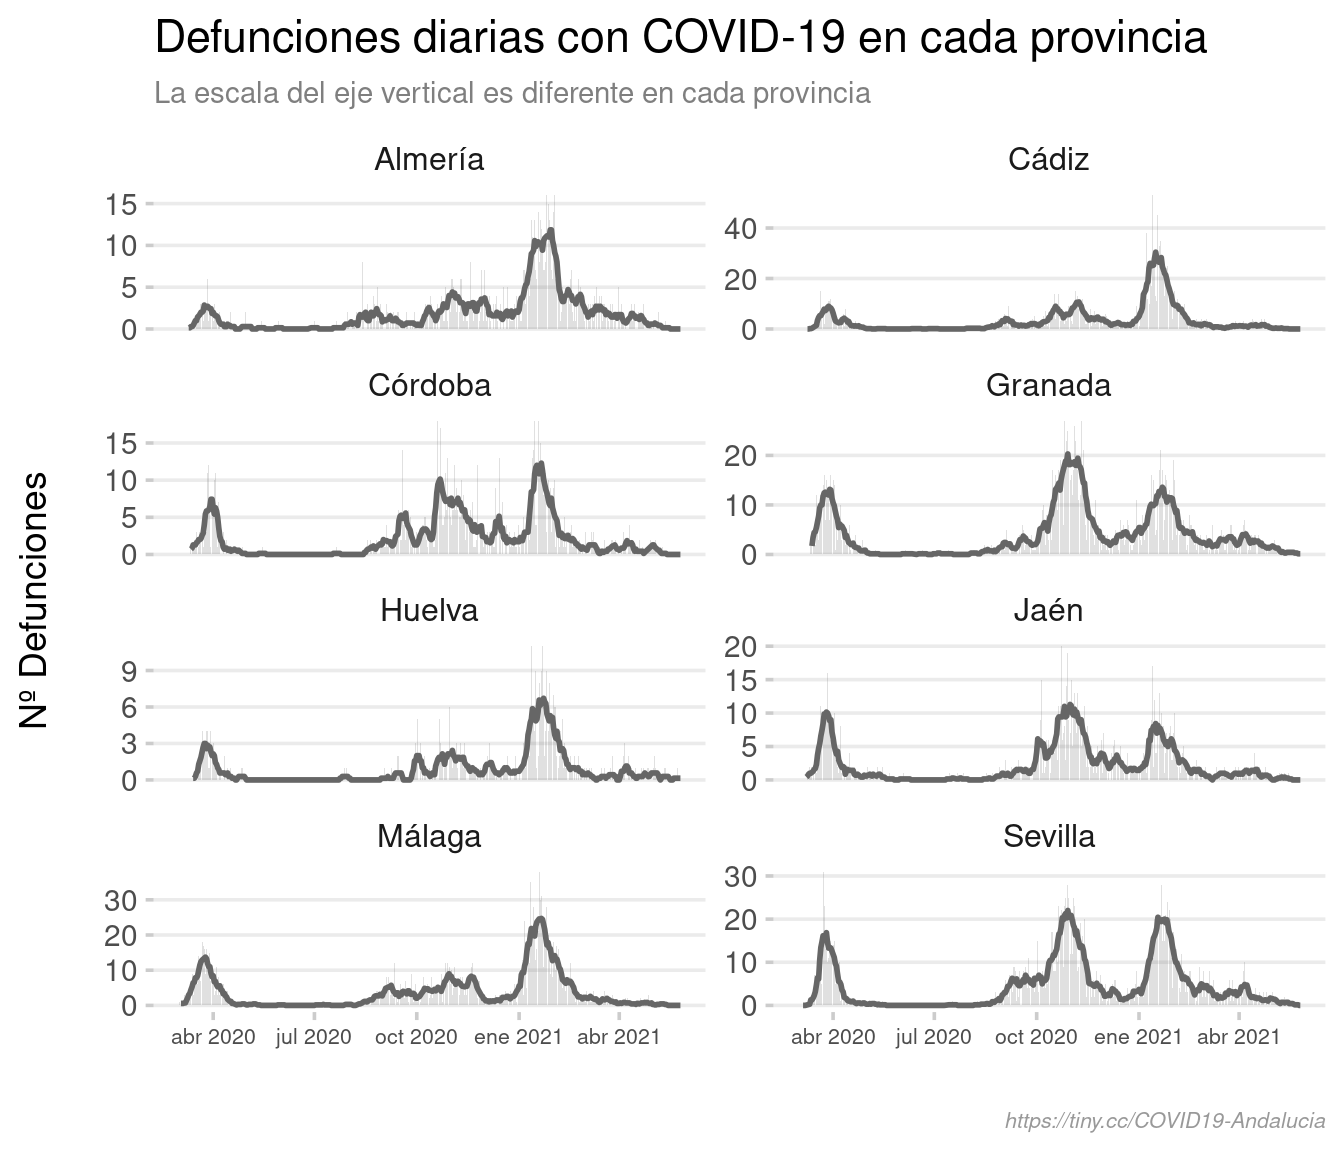 Defunciones diarias con COVID-19 en cada provincia
La escala del eje vertical es diferente en cada provincia
Nº Defunciones
Almería
15
10
5
0
Cádiz
40
20
0
Córdoba
15
10
5
0
Granada
20
10
0
Huelva
9
6
3
0
Jaén
20
15
10
5
0
Málaga
30
20
10
0
abr 2020 jul 2020 oct 2020 ene 2021 abr 2021
Sevilla
30
20
10
0
abr 2020 jul 2020 oct 2020 ene 2021 abr 2021
https://tiny.cc/COVID19-Andalucia